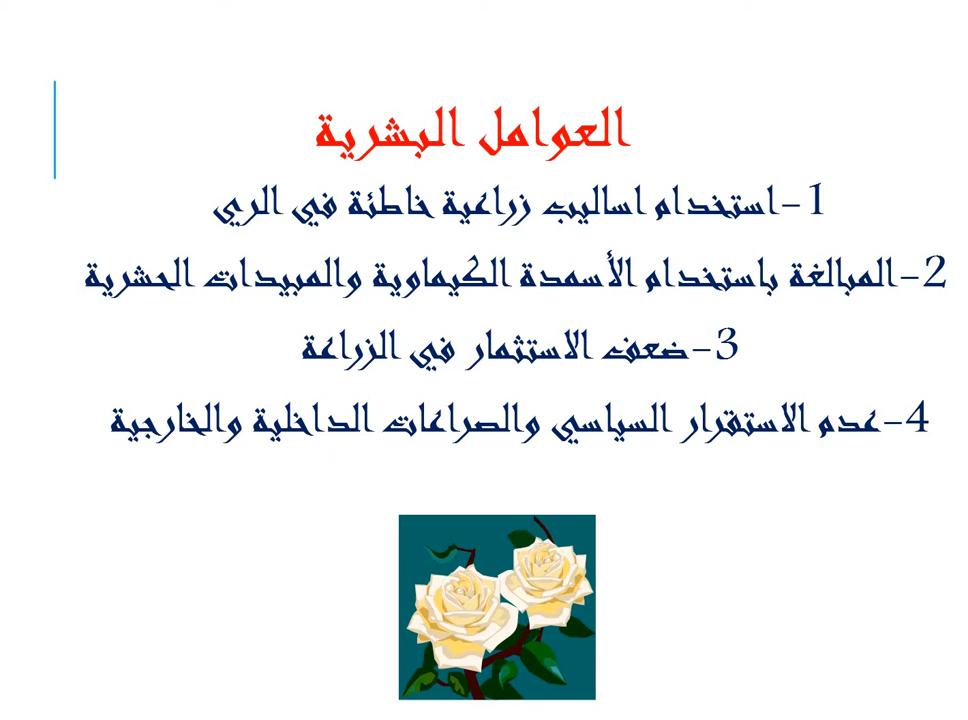 العوامل البشرية
1-استخدام اساليب زراعية خاطئة في الري
2-المبالغة باستخدام الأسمدة الكيماوية والمبيدات الحشرية
3-ضعف الاستثمار في الزراعة
4-عدم الاستقرار السياسي والصراعات الداخلية والخارجية